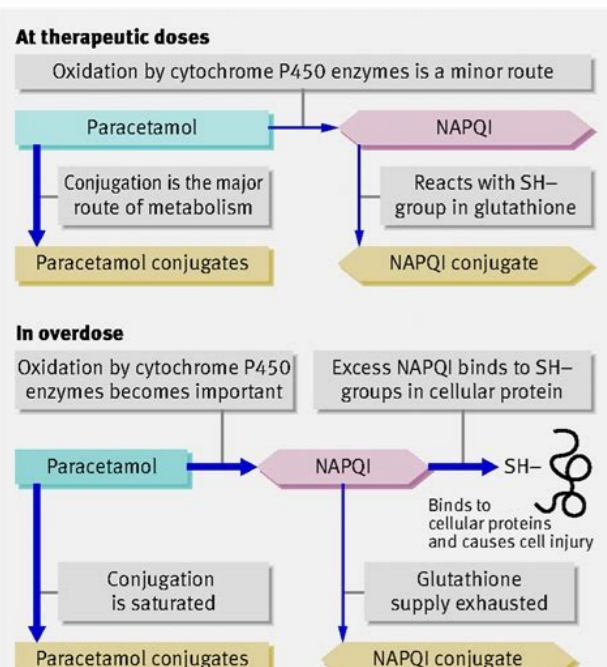 At therapeutic doses
Oxidation by cytochrome P450 enzymes is a minor route
Paracetamol
NAPQI
Conjugation is the major
route of metabolism
Reacts with SH–
group in glutathione
Paracetamol conjugates
NAPQI conjugate
In overdose
Oxidation by cytochrome P450
enzymes becomes important
Excess NAPQI binds to SH–
groups in cellular protein
Paracetamol
NAPQI
SH–
Binds to
cellular proteins
and causes cell injury
Conjugation
is saturated
Glutathione
supply exhausted
Paracetamol conjugates
NAPQI conjugate